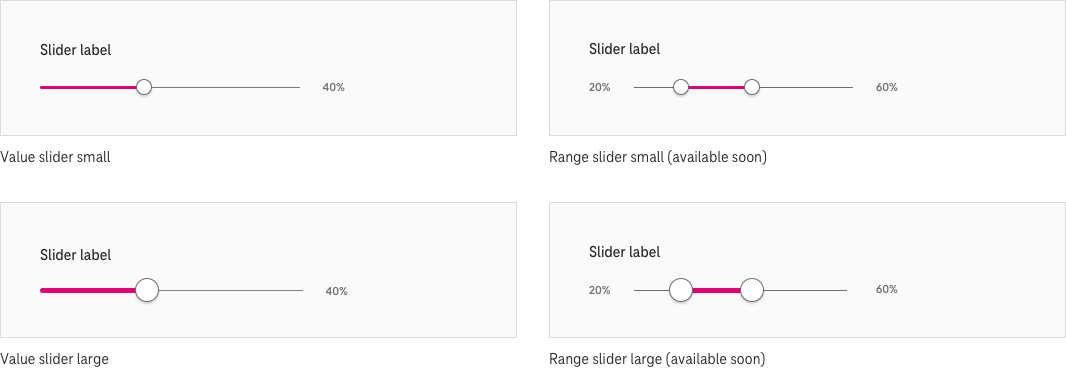 Slider label
40%
Value slider small
Slider label
20%
60%
Range slider small (available soon)
Slider label
40%
Value slider large
Slider label
20%
60%
Range slider large (available soon)